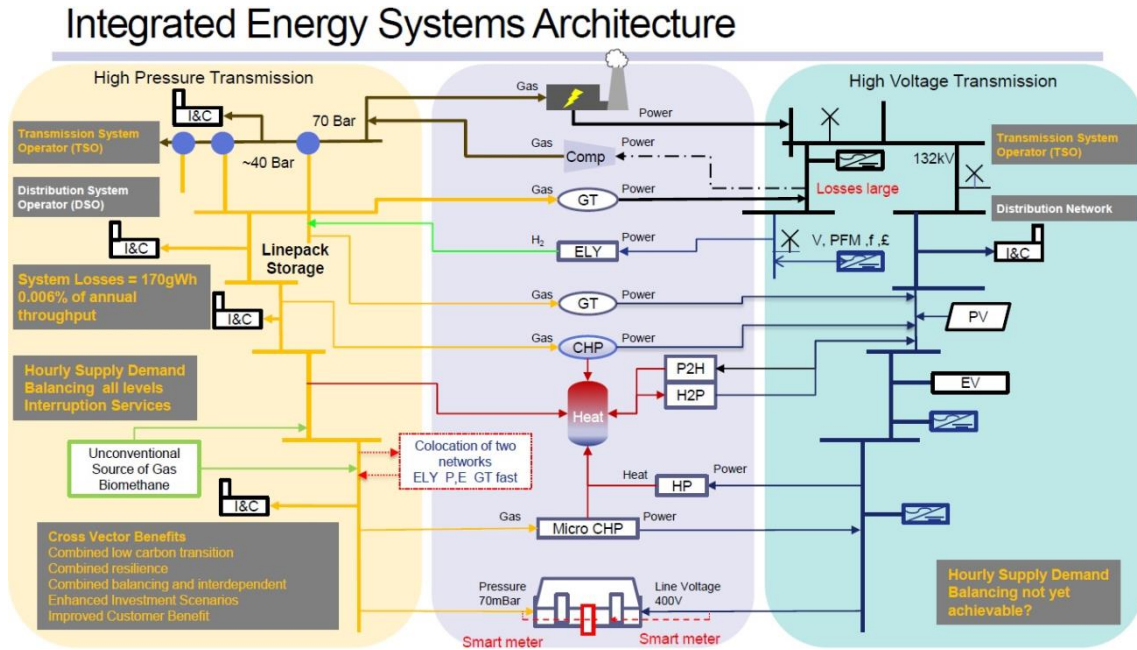 Integrated Energy Systems Architecture
High Pressure Transmission
I&C
70 Bar
Transmission System
Operator (TSO)
~40 Bar
Distribution System
Operator (DSO)
I&C
Linepack
Storage
System Losses = 170gWh
0.006% of annual
throughput
I&C
Hourly Supply Demand
Balancing all levels
Interruption Services
Unconventional
Source of Gas
Biomethane
Colocation of two
networks
ELY P,E GT fast
I&C
Cross Vector Benefits
Combined low carbon transition
Combined resilience
Combined balancing and interdependent
Enhanced Investment Scenarios
Improved Customer Benefit
Gas
Power
Gas
Comp
Power
Gas
GT
Power
H2
ELY
Power
Gas
GT
Power
Gas
CHP
Power
P2H
H2P
Heat
Heat
HP
Power
Gas
Micro CHP
Power
Pressure
70mBar
Line Voltage
400V
Smart meter
Smart meter
High Voltage Transmission
Transmission System
Operator (TSO)
132kV
Losses large
Distribution Network
V, PFM ,f ,£
I&C
PV
EV
Hourly Supply Demand
Balancing not yet
achievable?